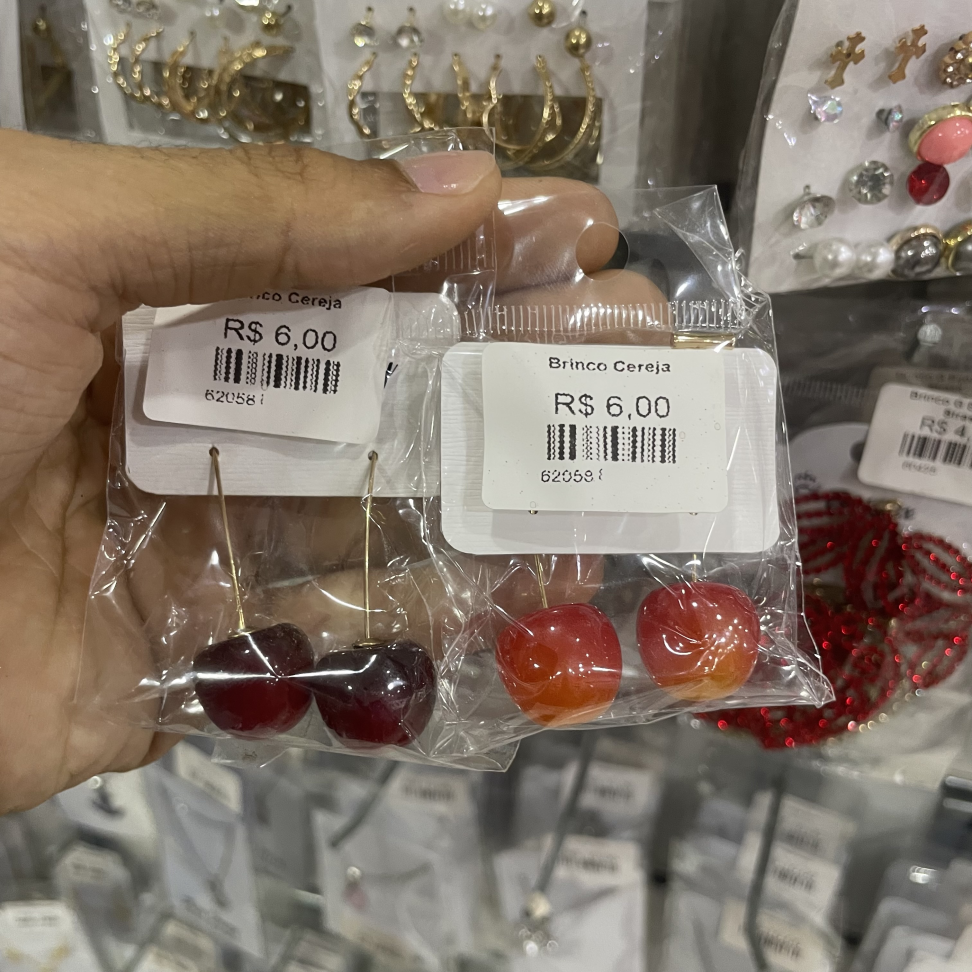 Cereja
R$ 6,00
62058
Brinco Cereja
R$ 6,00
62058
Brinco
R$ 4,